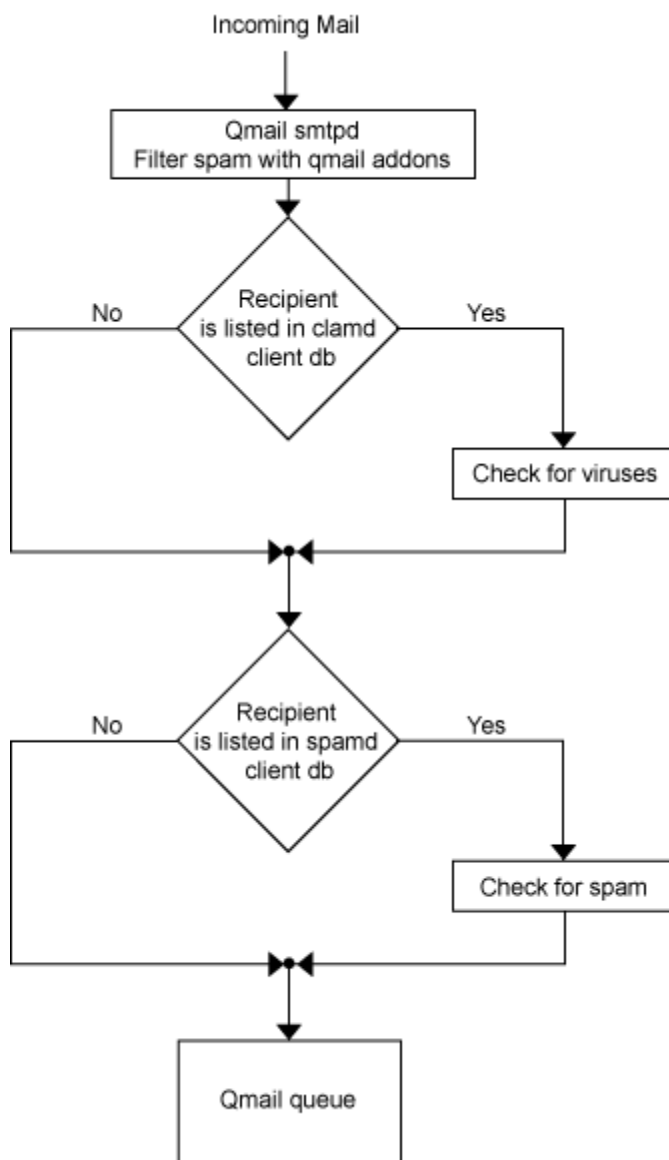 Incoming Mail
Qmail smtpd
Filter spam with qmail addons
Recipient
is listed in clamd
client db
No
Yes
Check for viruses
Recipient
is listed in spamd
client db
No
Yes
Check for spam
Qmail queue